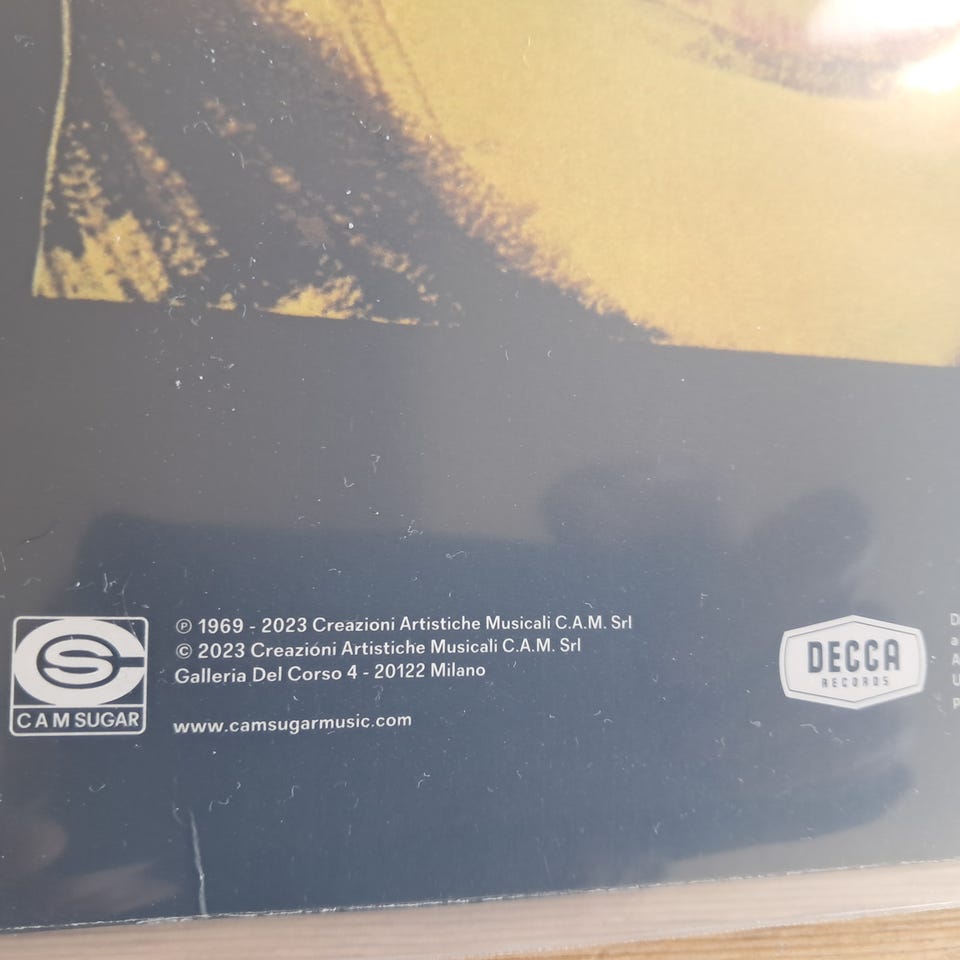 ℗ 1969 - 2023 Creazioni Artistiche Musicali C.A.M. Srl
© 2023 Creazioni Artistiche Musicali C.A.M. Srl
Galleria Del Corso 4 - 20122 Milano
www.camsugarmusic.com
CS
CAM SUGAR
DECCA
RECORDS